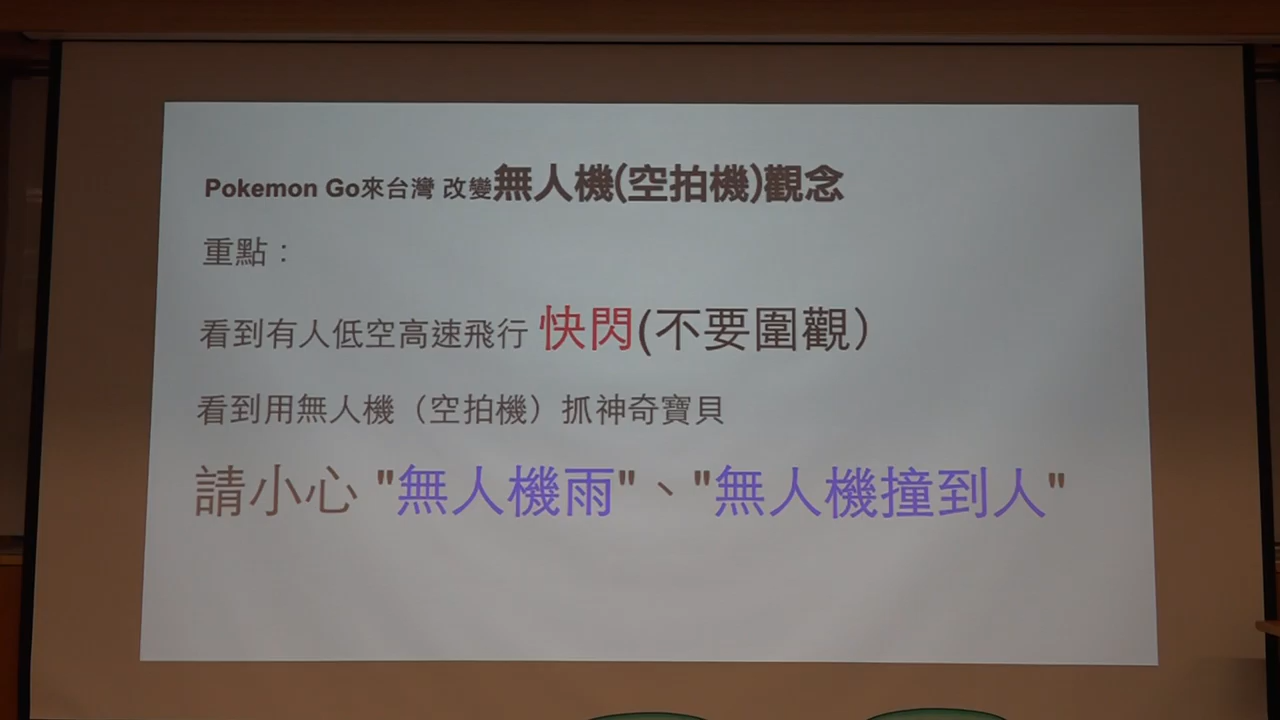 Pokemon Go來台灣 改變無人機(空拍機)觀念
重點：
看到有人低空高速飛行 快閃(不要圍觀）
看到用無人機（空拍機）抓神奇寶貝
請小心 "無人機雨"、"無人機撞到人"